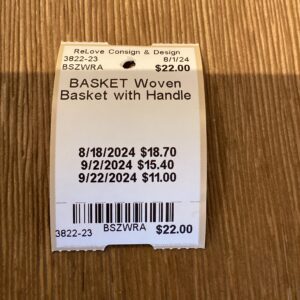 ReLove Consign & Design
3822-23 8/1/24
BSZWRA $22.00
BASKET Woven
Basket with Handle
8/18/2024 $18.70
9/2/2024 $15.40
9/22/2024 $11.00
3822-23 BSZWRA $22.00